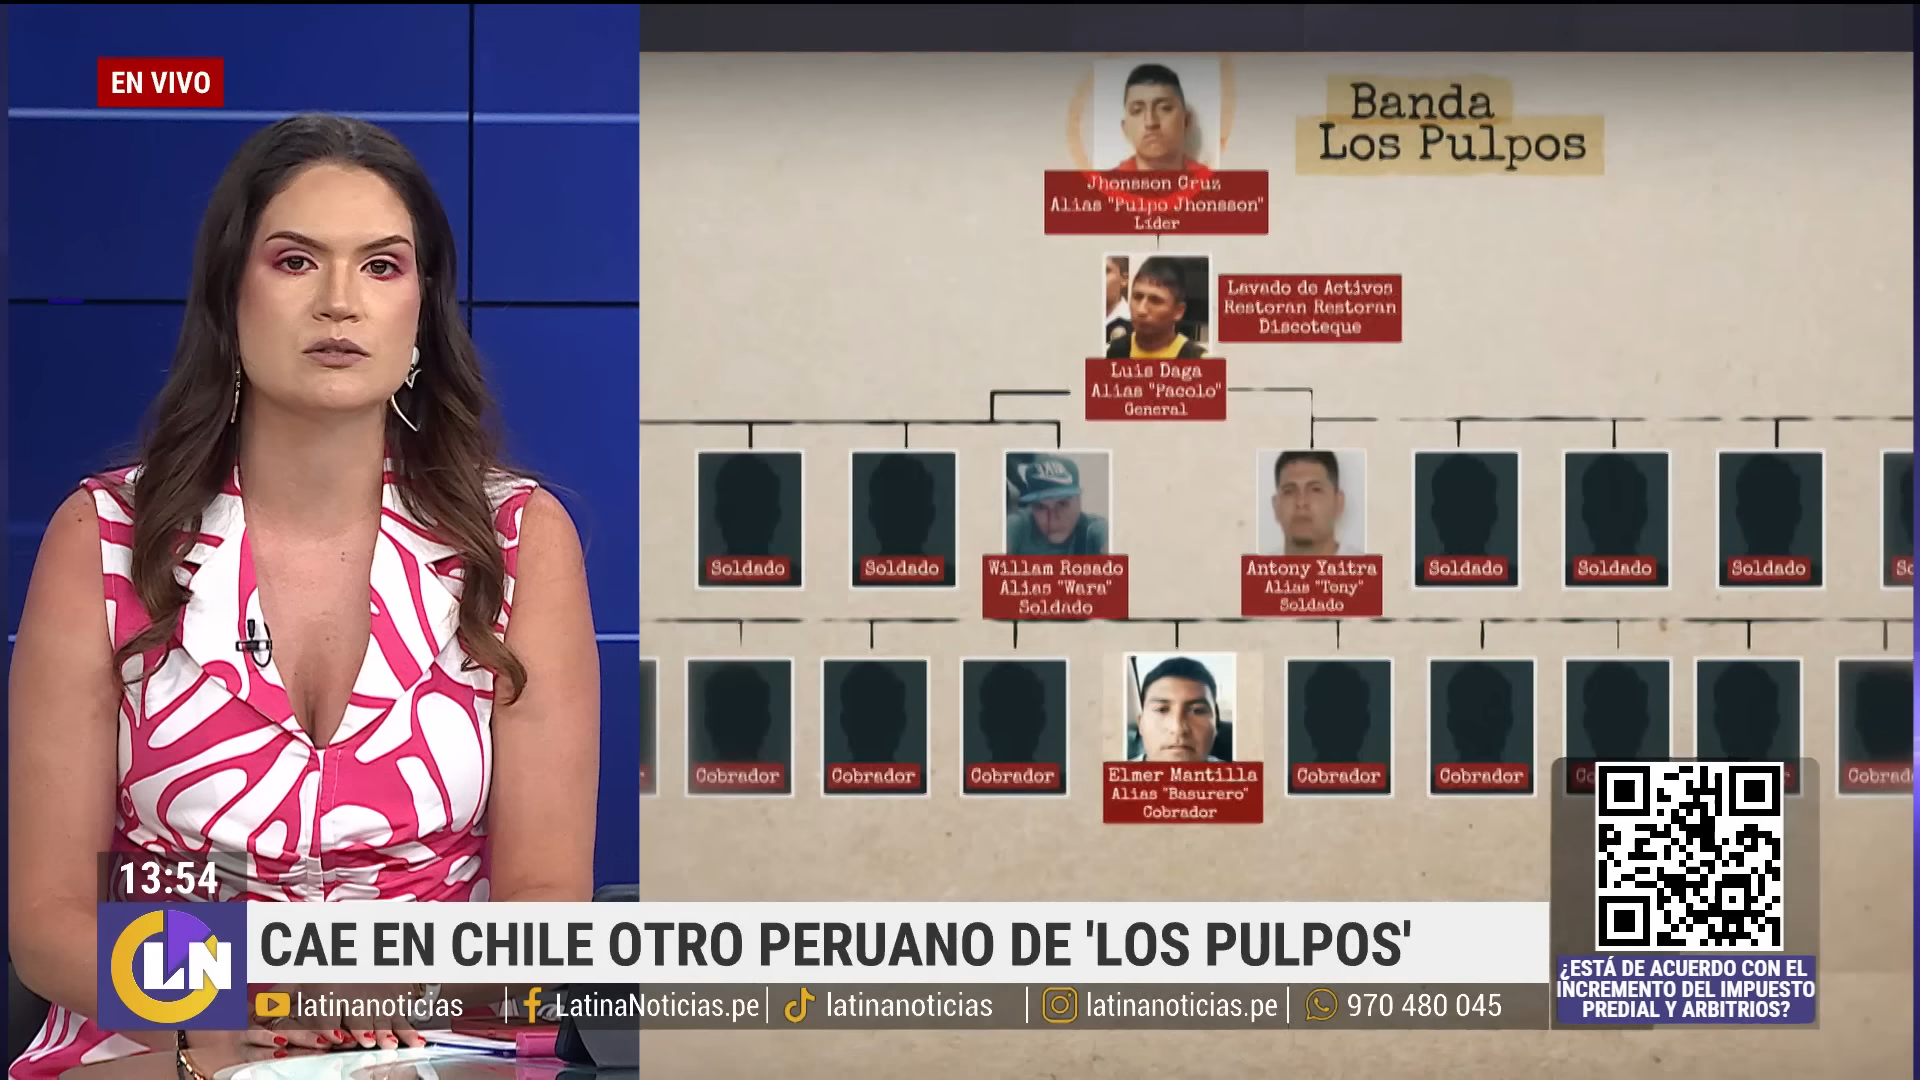 EN VIVO
Banda
Los Pulpos
Jhonsson Cruz
Alias "Pulpo Jhonsson"
Líder
Lavado de Activos
Restoran Restoran
Discoteque
Luis Daga
Alias "Pacolo"
General
Soldado
Soldado
Willam Rosado
Alias "Wara"
Soldado
Antony Yaitra
Alias "Tony"
Soldado
Soldado
Soldado
Soldado
Cobrador
Cobrador
Cobrador
Elmer Mantilla
Alias "Basurero"
Cobrador
Cobrador
Cobrador
13:54
LN
CAE EN CHILE OTRO PERUANO DE 'LOS PULPOS'
latinanoticias
LatinaNoticias.pe
latinanoticias
latinanoticias.pe
970 480 045
¿ESTÁ DE ACUERDO CON EL
INCREMENTO DEL IMPUESTO
PREDIAL Y ARBITRIOS?